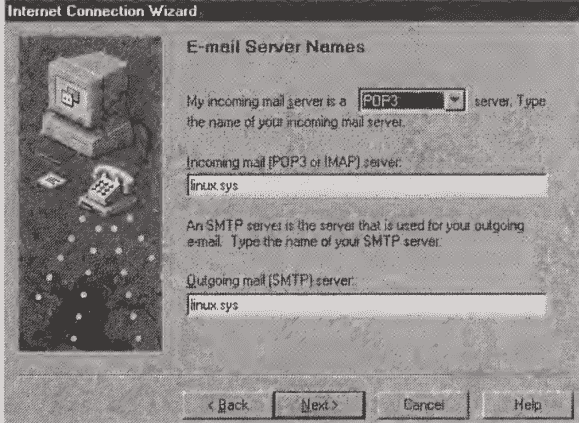 Internet Connection Wizard
E-mail Server Names
My incoming mail server is a POP3 server. Type
the name of your incoming mail server.
Incoming mail (POP3 or IMAP) server:
linux.sys
An SMTP server is the server that is used for your outgoing
e-mail. Type the name of your SMTP server.
Outgoing mail (SMTP) server:
linux.sys
< Back Next > Cancel Help